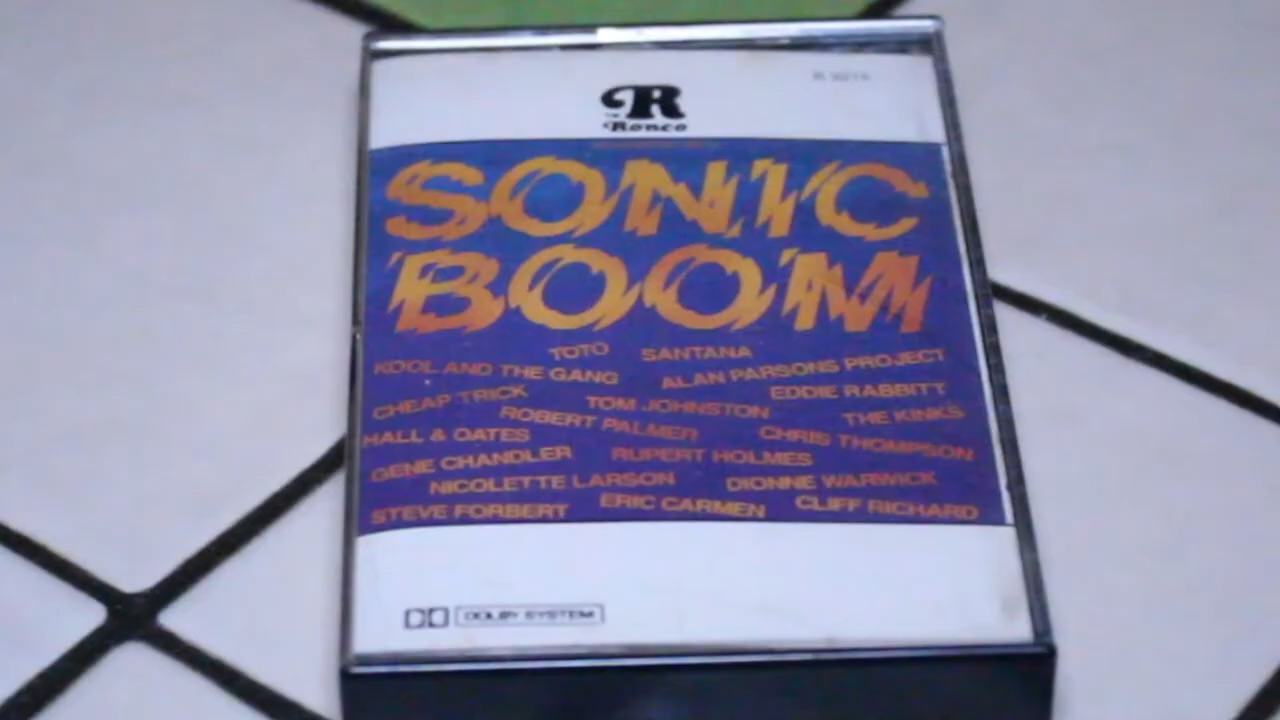 R
Ronco
SONIC
BOOM
TOTO SANTANA
KOOL AND THE GANG ALAN PARSONS PROJECT
CHEAP TRICK TOM JOHNSTON EDDIE RABBITT
ROBERT PALMER THE KINKS
HALL & OATES CHRIS THOMPSON
GENE CHANDLER RUPERT HOLMES
NICOLETTE LARSON DIONNE WARWICK
STEVE FORBERT ERIC CARMEN CLIFF RICHARD
DOLBY SYSTEM